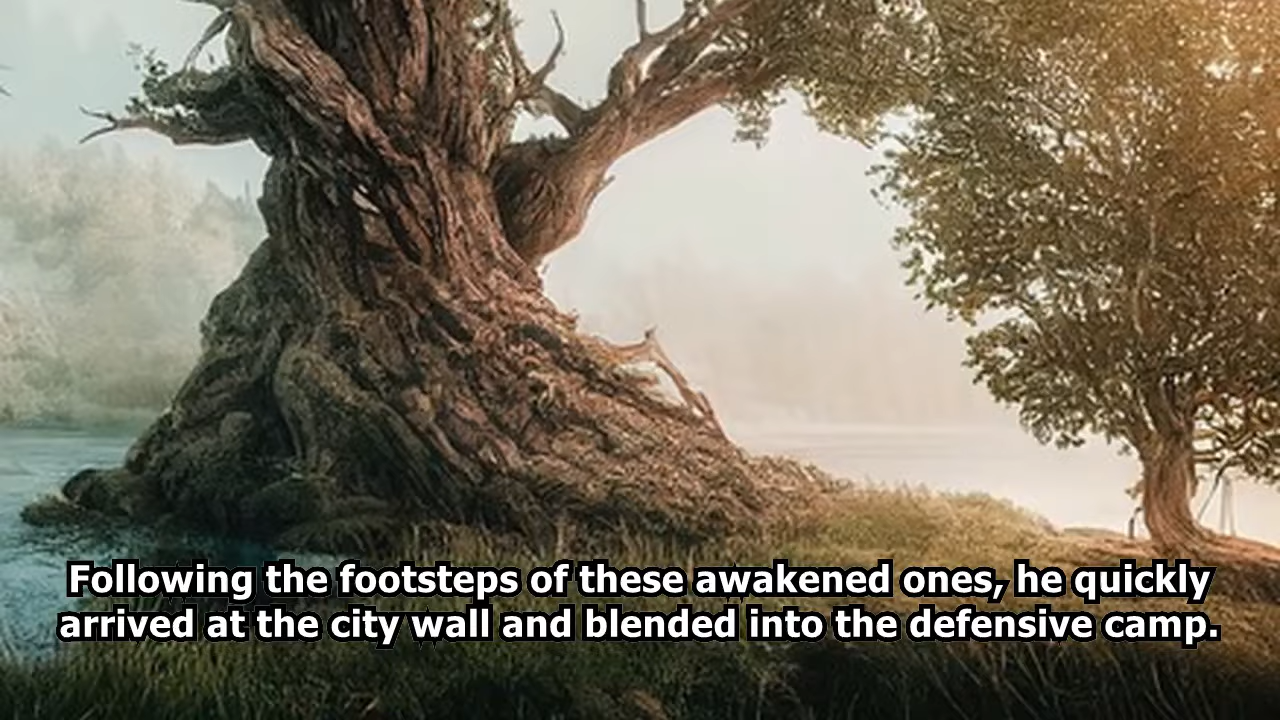 Following the footsteps of these awakened ones, he quickly
arrived at the city wall and blended into the defensive camp.